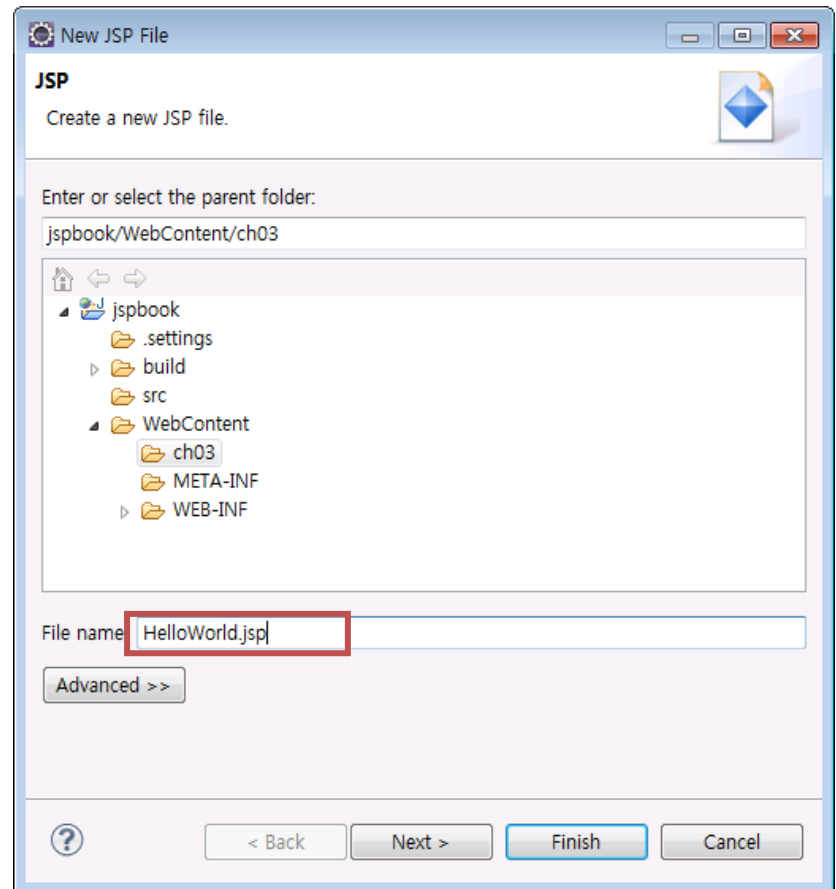 New JSP File
JSP
Create a new JSP file.
Enter or select the parent folder:
jspbook/WebContent/ch03
jspbook
.settings
build
src
WebContent
ch03
META-INF
WEB-INF
File name HelloWorld.jsp
Advanced >>
< Back Next > Finish Cancel